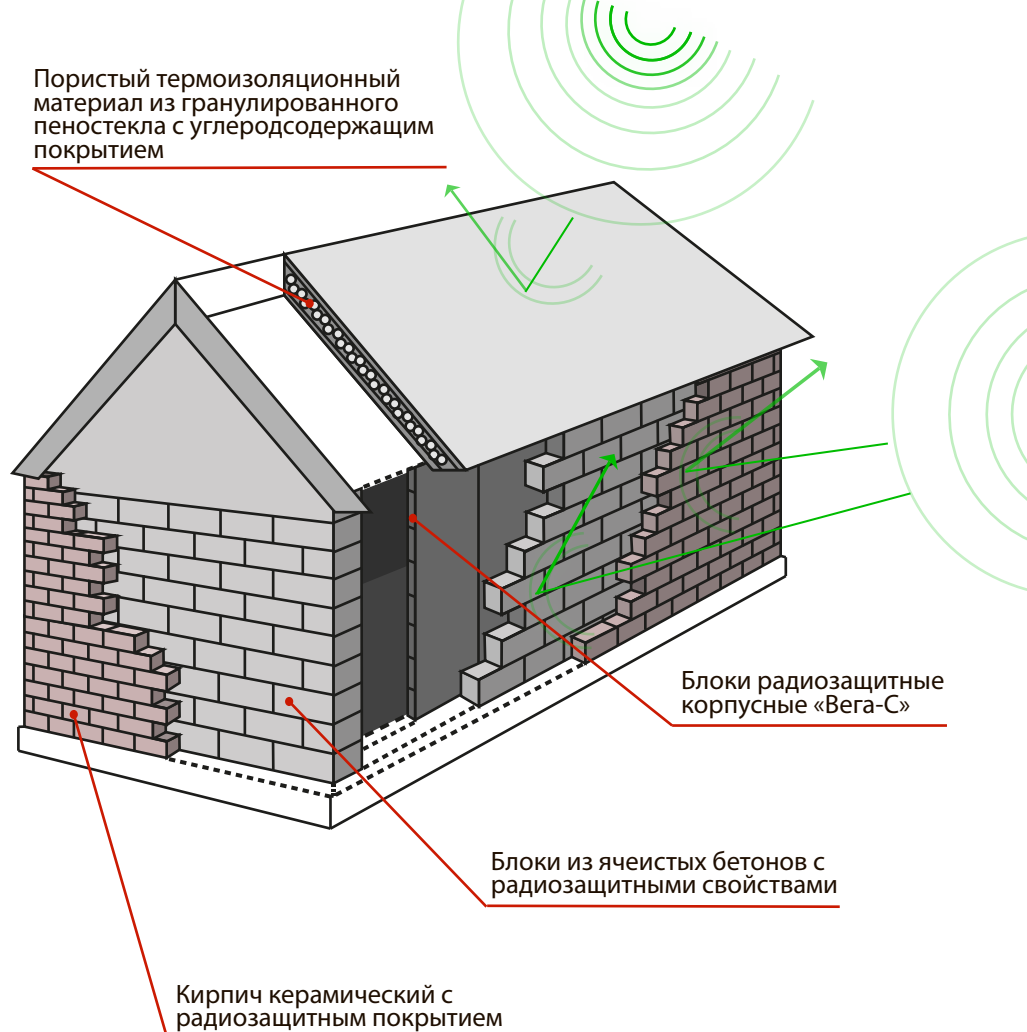 Пористый термоизоляционный
материал из гранулированного
пеностекла с углеродсодержащим
покрытием
Блоки радиозащитные
корпусные «Вега-С»
Блоки из ячеистых бетонов с
радиозащитными свойствами
Кирпич керамический с
радиозащитным покрытием